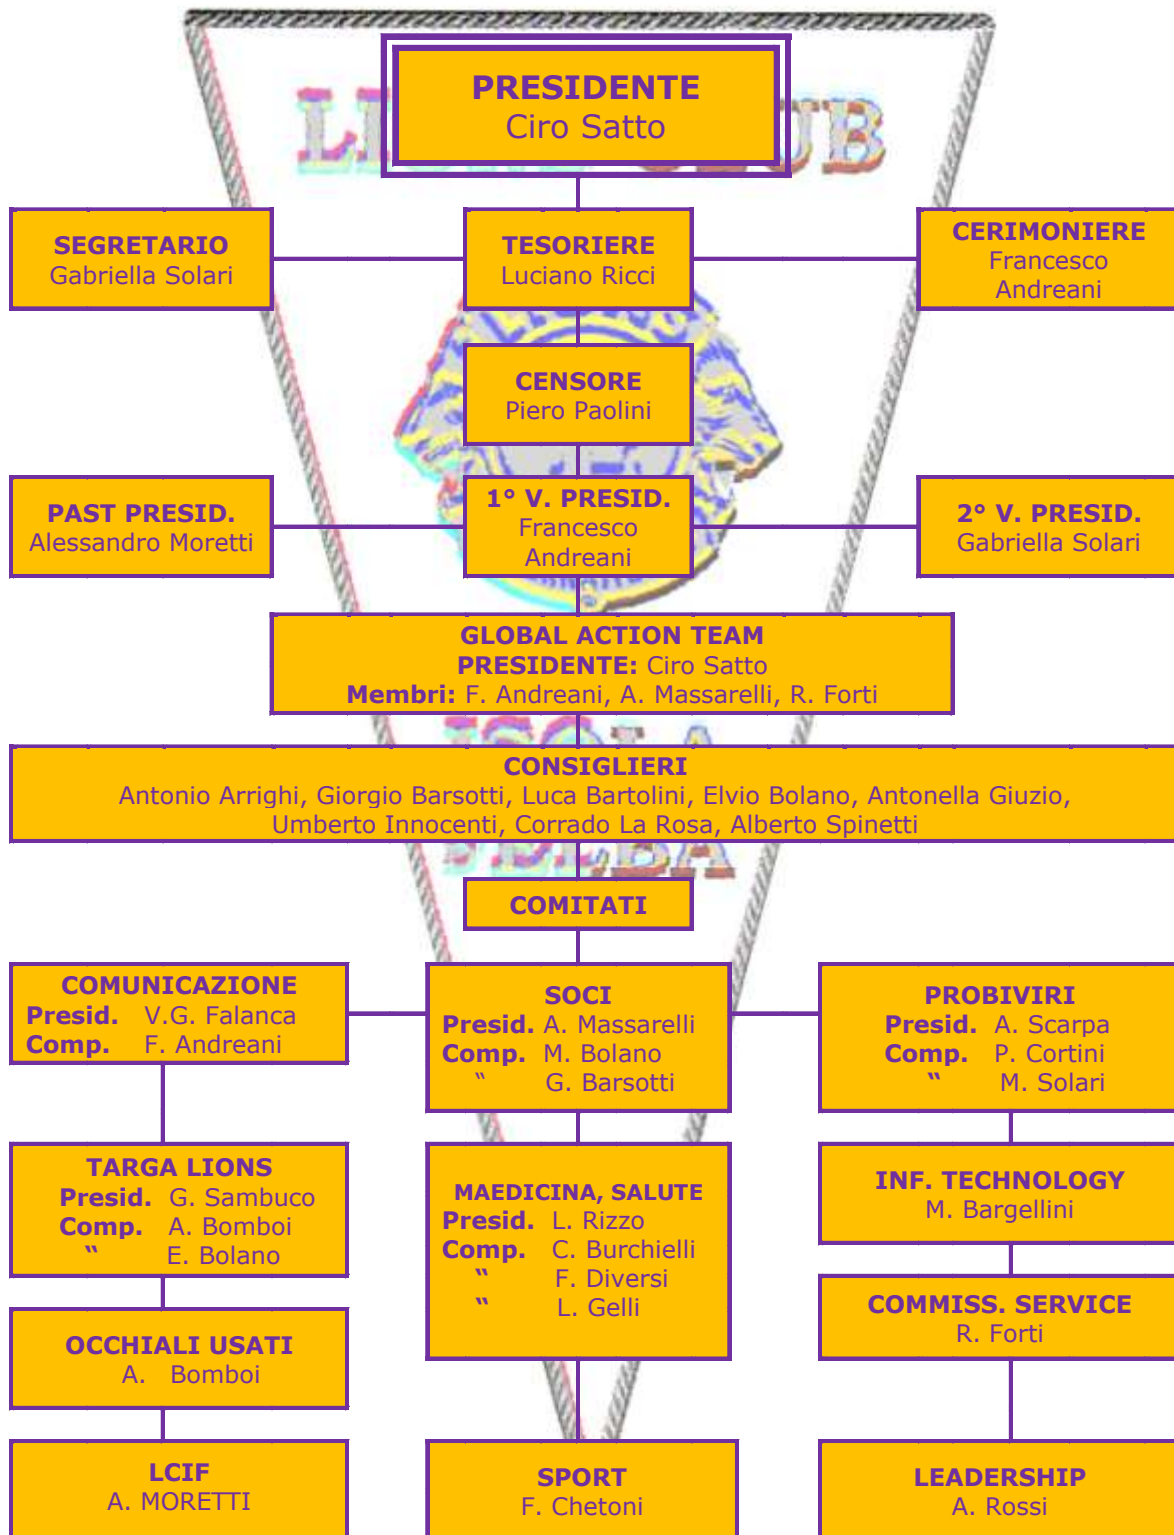 LIONS CLUB
PRESIDENTE
Ciro Satto
SEGRETARIO
Gabriella Solari
TESORIERE
Luciano Ricci
CERIMONIERE
Francesco
Andreani
CENSORE
Piero Paolini
PAST PRESID.
Alessandro Moretti
1° V. PRESID.
Francesco
Andreani
2° V. PRESID.
Gabriella Solari
GLOBAL ACTION TEAM
PRESIDENTE: Ciro Satto
Membri: F. Andreani, A. Massarelli, R. Forti
ISOLA
CONSIGLIERI
Antonio Arrighi, Giorgio Barsotti, Luca Bartolini, Elvio Bolano, Antonella Giuzio,
Umberto Innocenti, Corrado La Rosa, Alberto Spinetti
D'ELBA
COMITATI
COMUNICAZIONE
Presid. V.G. Falanca
Comp. F. Andreani
SOCI
Presid. A. Massarelli
Comp. M. Bolano
“ G. Barsotti
PROBIVIRI
Presid. A. Scarpa
Comp. P. Cortini
“ M. Solari
TARGA LIONS
Presid. G. Sambuco
Comp. A. Bomboi
“ E. Bolano
MAEDICINA, SALUTE
Presid. L. Rizzo
Comp. C. Burchielli
“ F. Diversi
“ L. Gelli
INF. TECHNOLOGY
M. Bargellini
COMMISS. SERVICE
R. Forti
OCCHIALI USATI
A. Bomboi
LCIF
A. MORETTI
SPORT
F. Chetoni
LEADERSHIP
A. Rossi